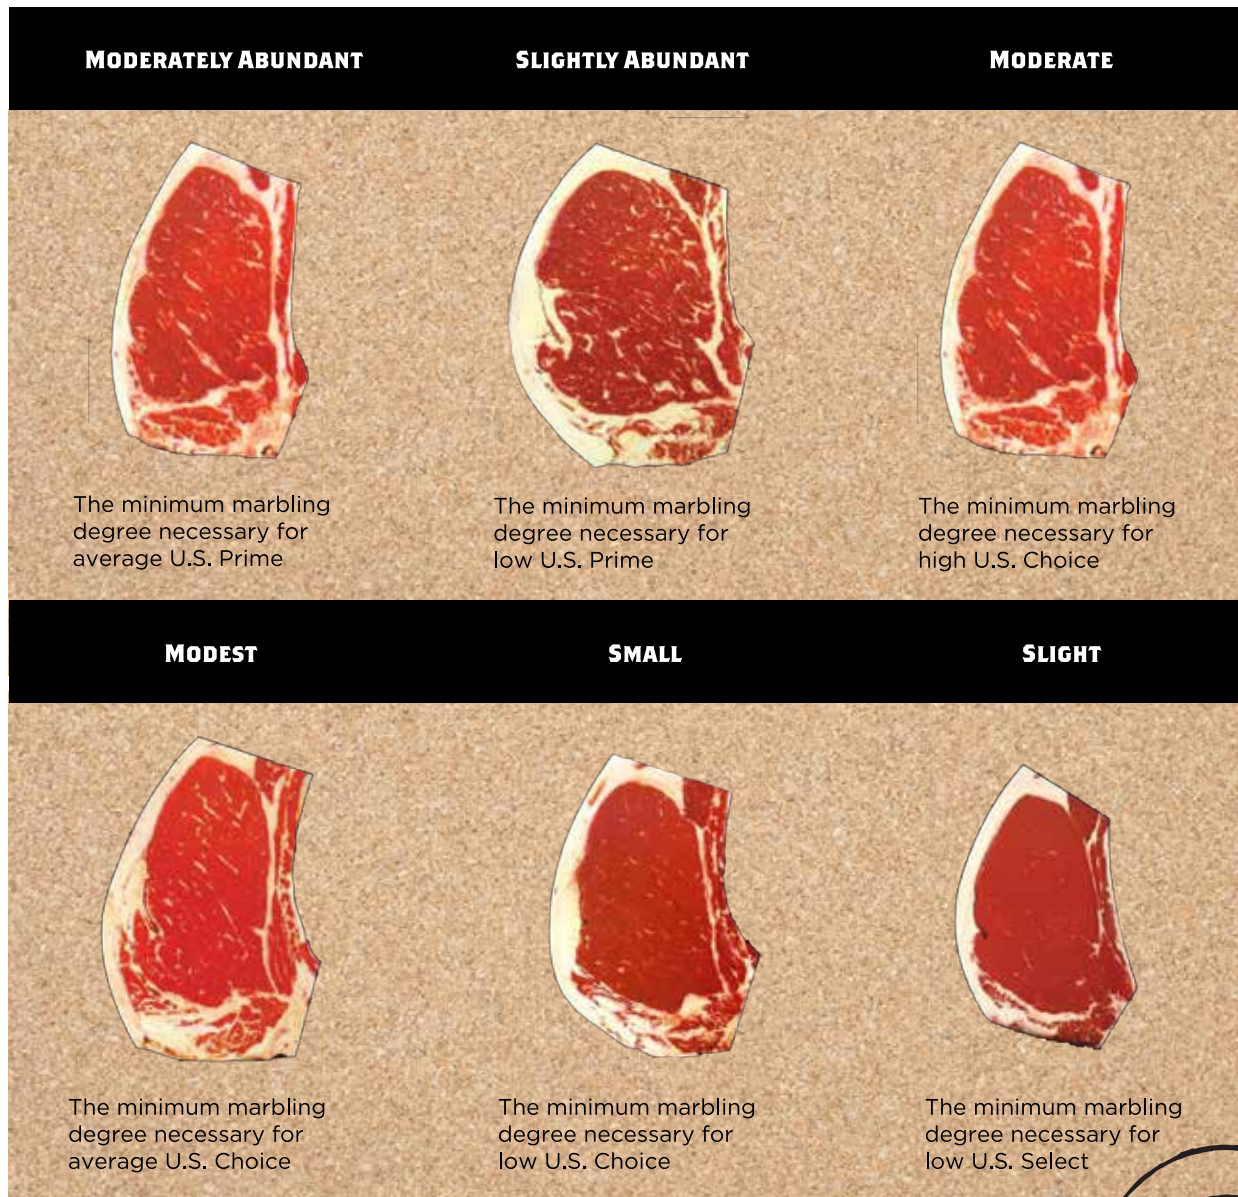 MODERATELY ABUNDANT
SLIGHTLY ABUNDANT
MODERATE
The minimum marbling
degree necessary for
average U.S. Prime
The minimum marbling
degree necessary for
low U.S. Prime
The minimum marbling
degree necessary for
high U.S. Choice
MODEST
SMALL
SLIGHT
The minimum marbling
degree necessary for
average U.S. Choice
The minimum marbling
degree necessary for
low U.S. Choice
The minimum marbling
degree necessary for
low U.S. Select